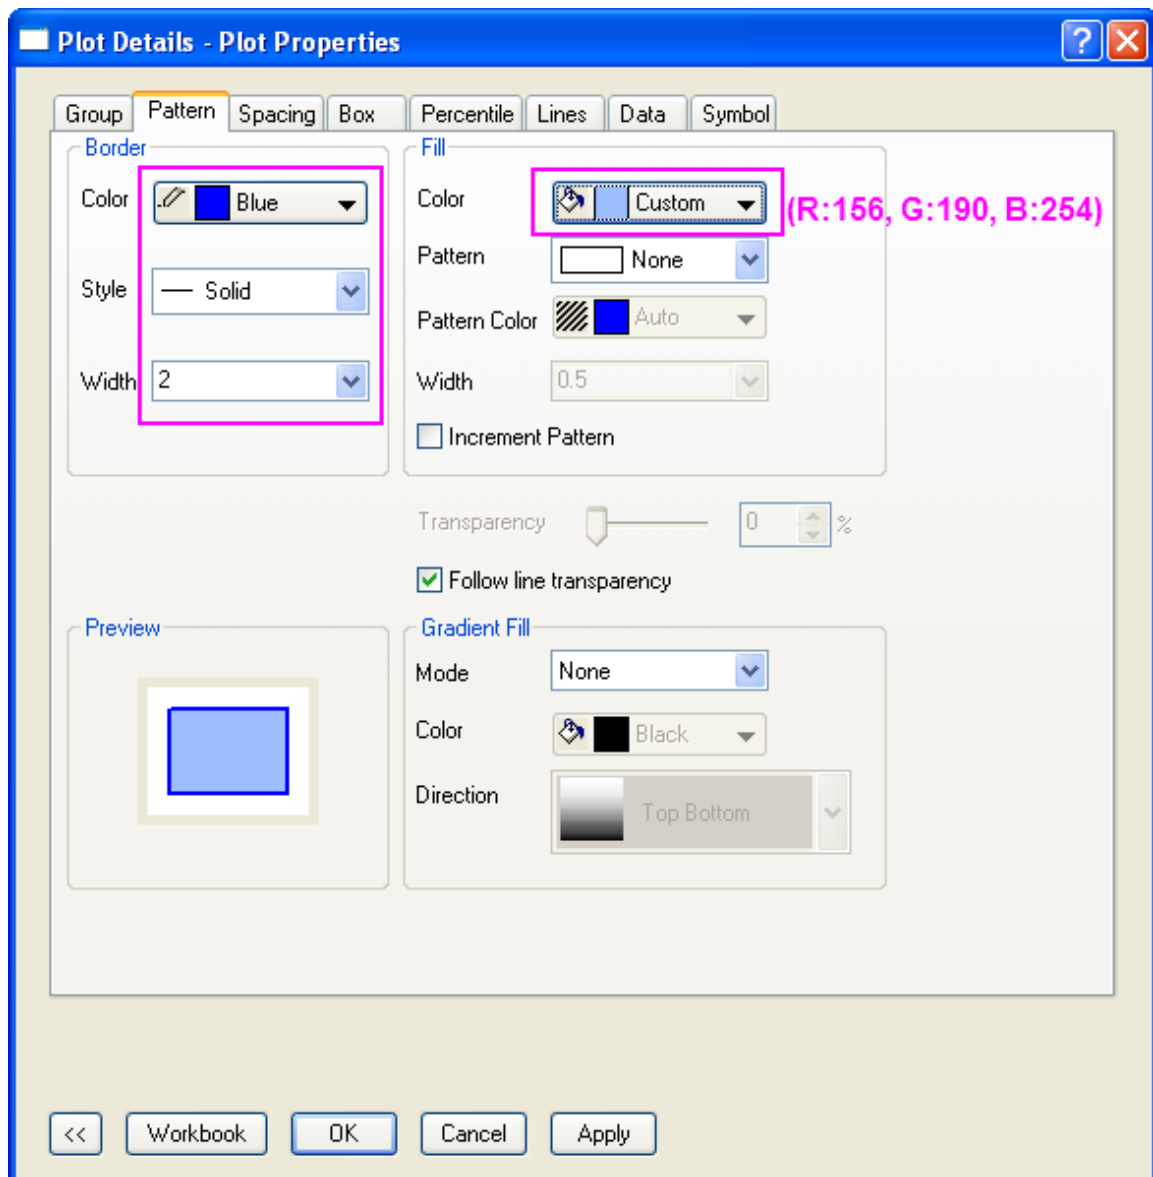 Plot Details - Plot Properties
Group Pattern Spacing Box Percentile Lines Data Symbol
Border
Color Blue
Style Solid
Width 2
Fill
Color Custom (R:156, G:190, B:254)
Pattern None
Pattern Color Auto
Width 0.5
Increment Pattern
Transparency 0 %
Follow line transparency
Preview
Gradient Fill
Mode None
Color Black
Direction Top Bottom
<< Workbook OK Cancel Apply